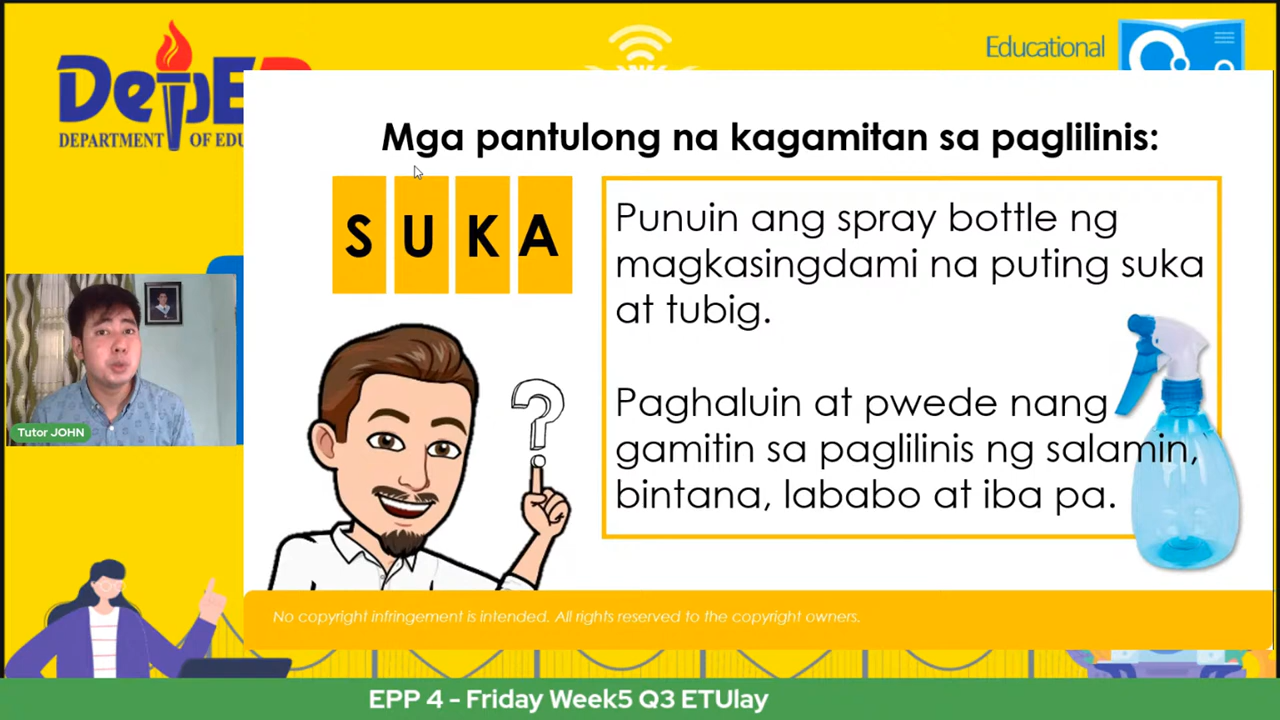 DepED
DEPARTMENT OF EDU
Educational
Mga pantulong na kagamitan sa paglilinis:
SUKA
Punuin ang spray bottle ng
magkasingdami na puting suka
at tubig.
Paghaluin at pwede nang
gamitin sa paglilinis ng salamin,
bintana, lababo at iba pa.
?
Tutor JOHN
No copyright infringement is intended. All rights reserved to the copyright owners.
EPP 4 - Friday Week5 Q3 ETUlay